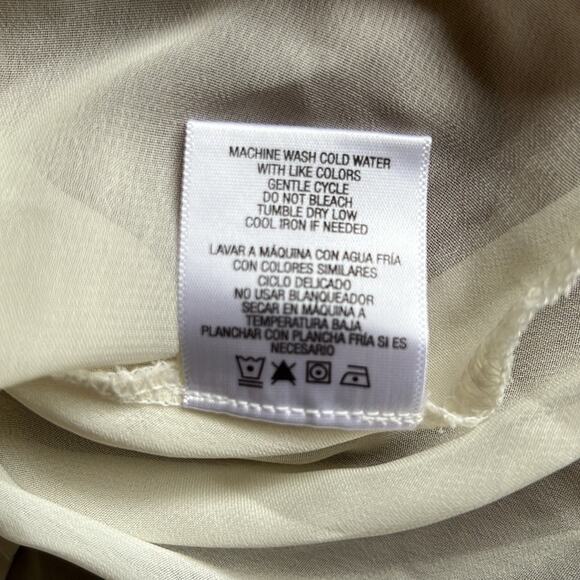 MACHINE WASH COLD WATER
WITH LIKE COLORS
GENTLE CYCLE
DO NOT BLEACH
TUMBLE DRY LOW
COOL IRON IF NEEDED
LAVAR A MÁQUINA CON AGUA FRÍA
CON COLORES SIMILARES
CICLO DELICADO
NO USAR BLANQUEADOR
SECAR EN MÁQUINA A
TEMPERATURA BAJA
PLANCHAR CON PLANCHA FRÍA SI ES
NECESARIO